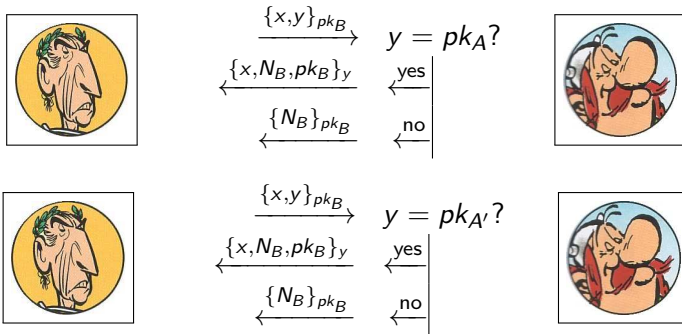 {x,y}_{pk_B} y = pk_A?
{x,N_B,pk_B}_y yes
{N_B}_{pk_B} no
{x,y}_{pk_B} y = pk_{A'}?
{x,N_B,pk_B}_y yes
{N_B}_{pk_B} no